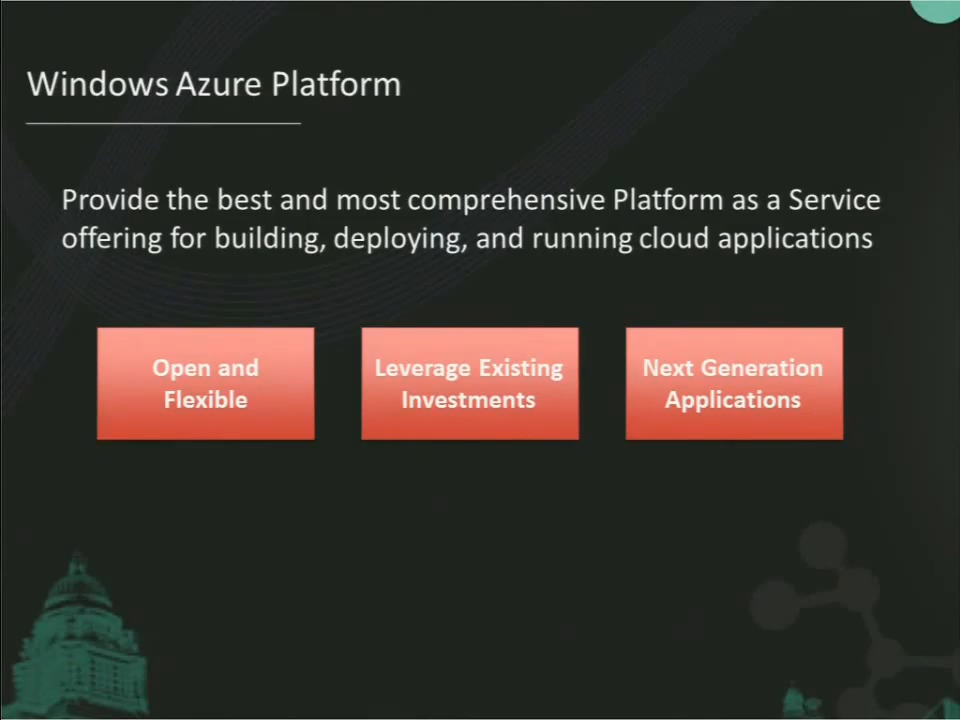 Windows Azure Platform
Provide the best and most comprehensive Platform as a Service
offering for building, deploying, and running cloud applications
Open and
Flexible
Leverage Existing
Investments
Next Generation
Applications